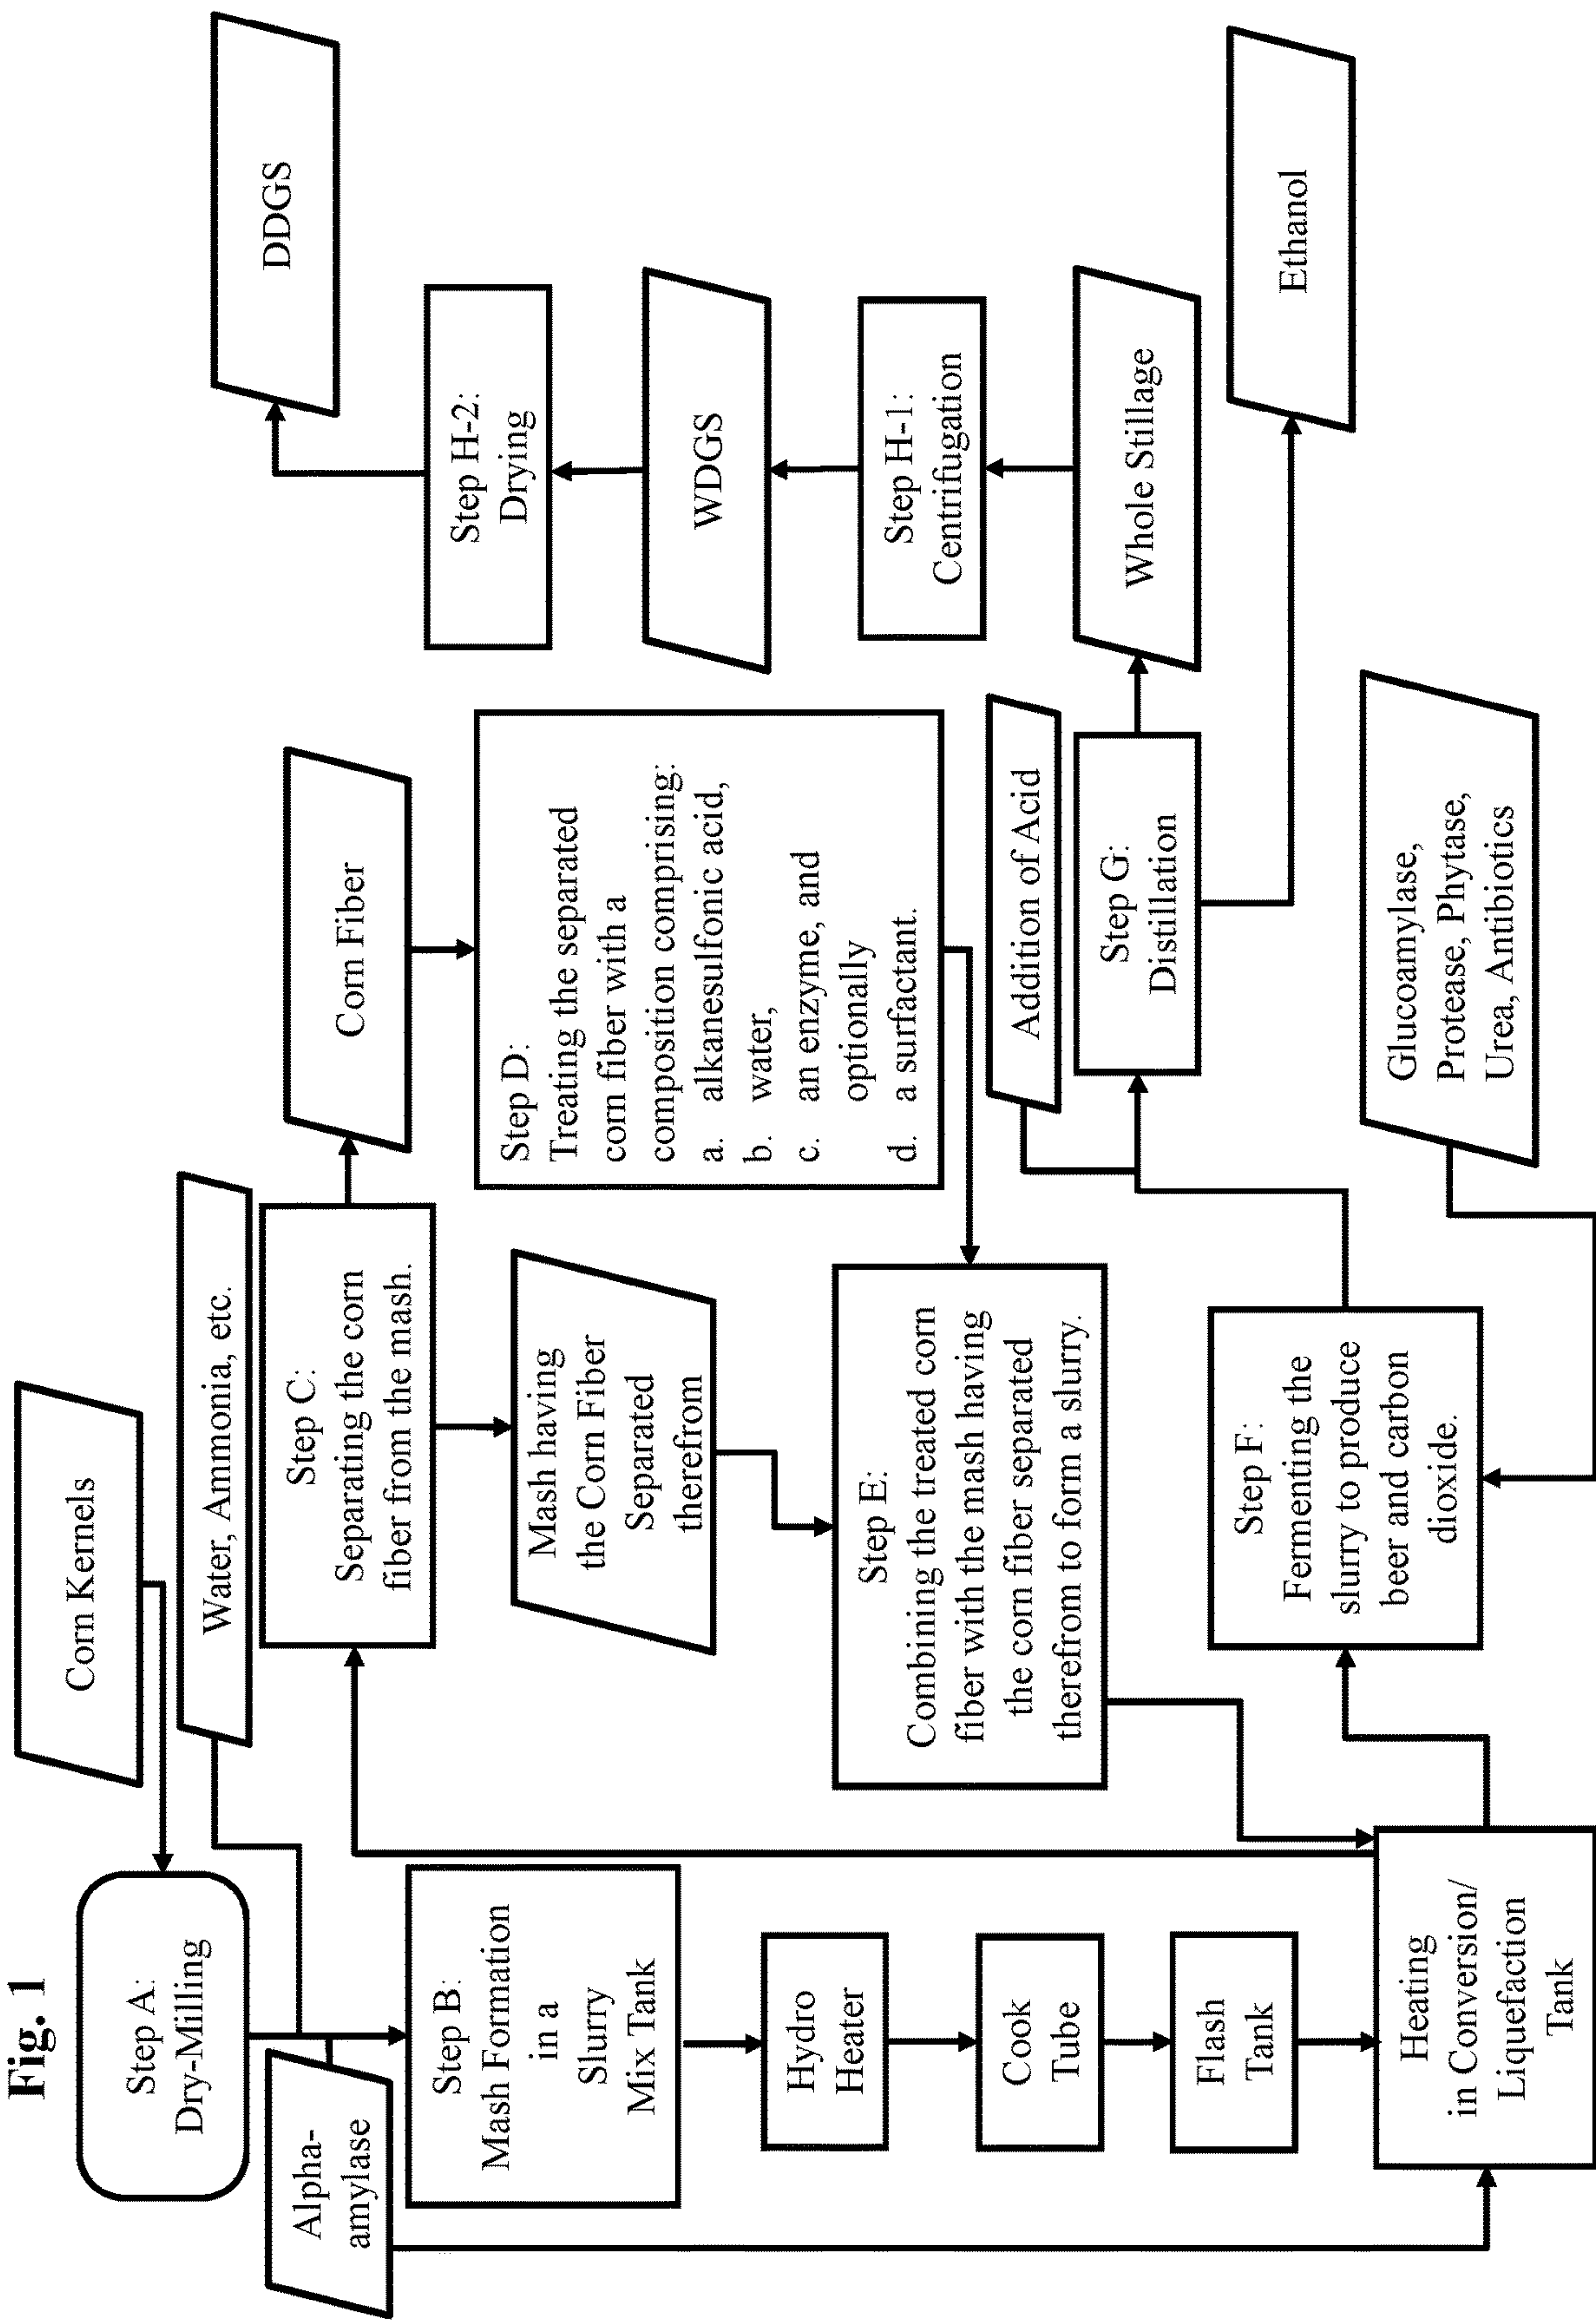 Fig. 1
Step A:
Dry-Milling
Corn Kernels
Water, Ammonia, etc.
Alpha-
amylase
Step B:
Mash Formation
in a
Slurry
Mix Tank
Hydro
Heater
Cook
Tube
Flash
Tank
Heating
in Conversion/
Liquefaction
Tank
Step C:
Separating the corn
fiber from the mash.
Mash having
the Corn Fiber
Separated
therefrom
Corn Fiber
Step D:
Treating the separated
corn fiber with a
composition comprising:
a. alkanesulfonic acid,
b. water,
c. an enzyme, and
optionally
d. a surfactant.
Step E:
Combining the treated corn
fiber with the mash having
the corn fiber separated
therefrom to form a slurry.
Step F:
Fermenting the
slurry to produce
beer and carbon
dioxide.
Glucoamylase,
Protease, Phytase,
Urea, Antibiotics
Addition of Acid
Step G:
Distillation
Ethanol
Whole Stillage
Step H-1:
Centrifugation
WDGS
Step H-2:
Drying
DDGS